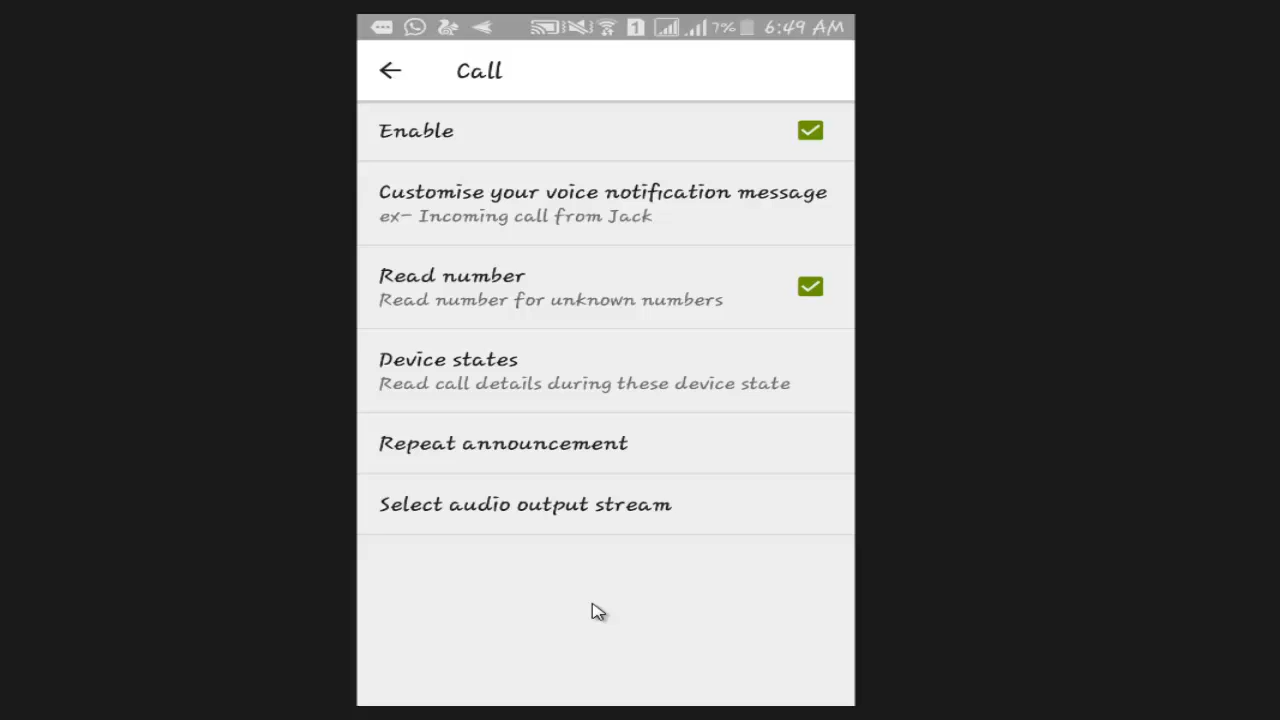 1 7% 6:49 AM
Call
Enable
Customise your voice notification message
ex- Incoming call from Jack
Read number
Read number for unknown numbers
Device states
Read call details during these device state
Repeat announcement
Select audio output stream